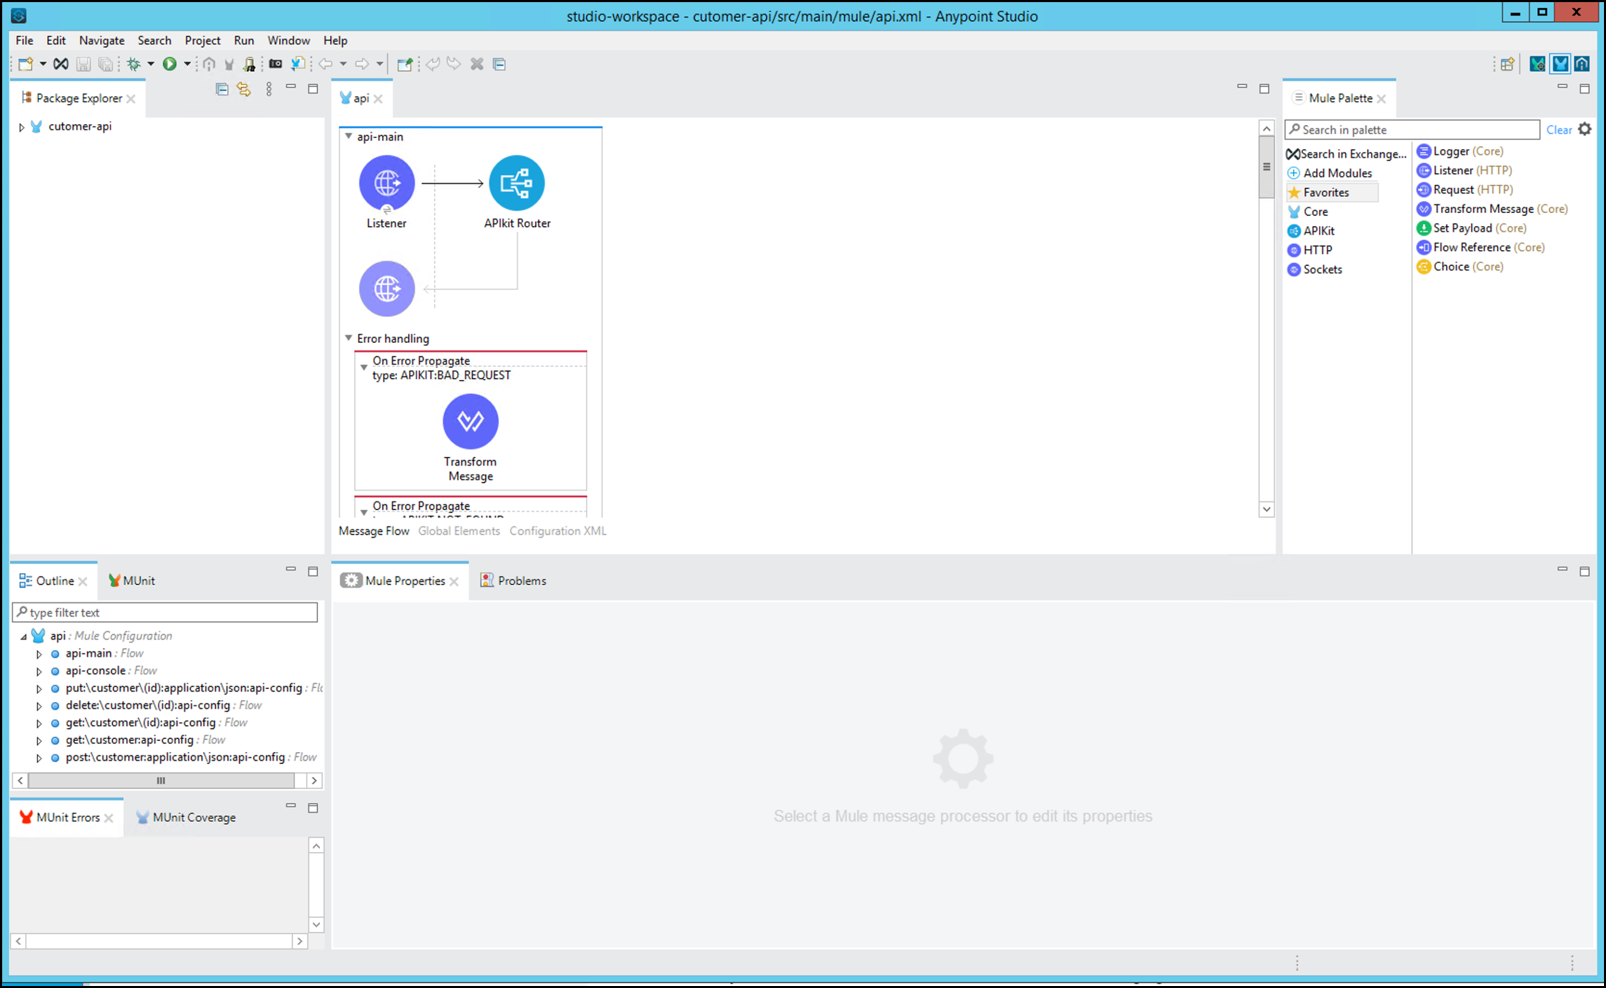 studio-workspace - cutomer-api/src/main/mule/api.xml - Anypoint Studio
File Edit Navigate Search Project Run Window Help
Package Explorer
cutomer-api
api
api-main
Listener
APIkit Router
Error handling
On Error Propagate
type: APIKIT:BAD_REQUEST
Transform
Message
On Error Propagate
Message Flow Global Elements Configuration XML
Mule Palette
Search in palette
Clear
Search in Exchange...
Add Modules
Favorites
Core
APIKit
HTTP
Sockets
Logger (Core)
Listener (HTTP)
Request (HTTP)
Transform Message (Core)
Set Payload (Core)
Flow Reference (Core)
Choice (Core)
Outline
MUnit
type filter text
api : Mule Configuration
api-main : Flow
api-console : Flow
put:\customer\(id):application\json:api-config :
delete:\customer\(id):api-config : Flow
get:\customer\(id):api-config : Flow
get:\customer:api-config : Flow
post:\customer:application\json:api-config : Flow
MUnit Errors
MUnit Coverage
Mule Properties
Problems
Select a Mule message processor to edit its properties